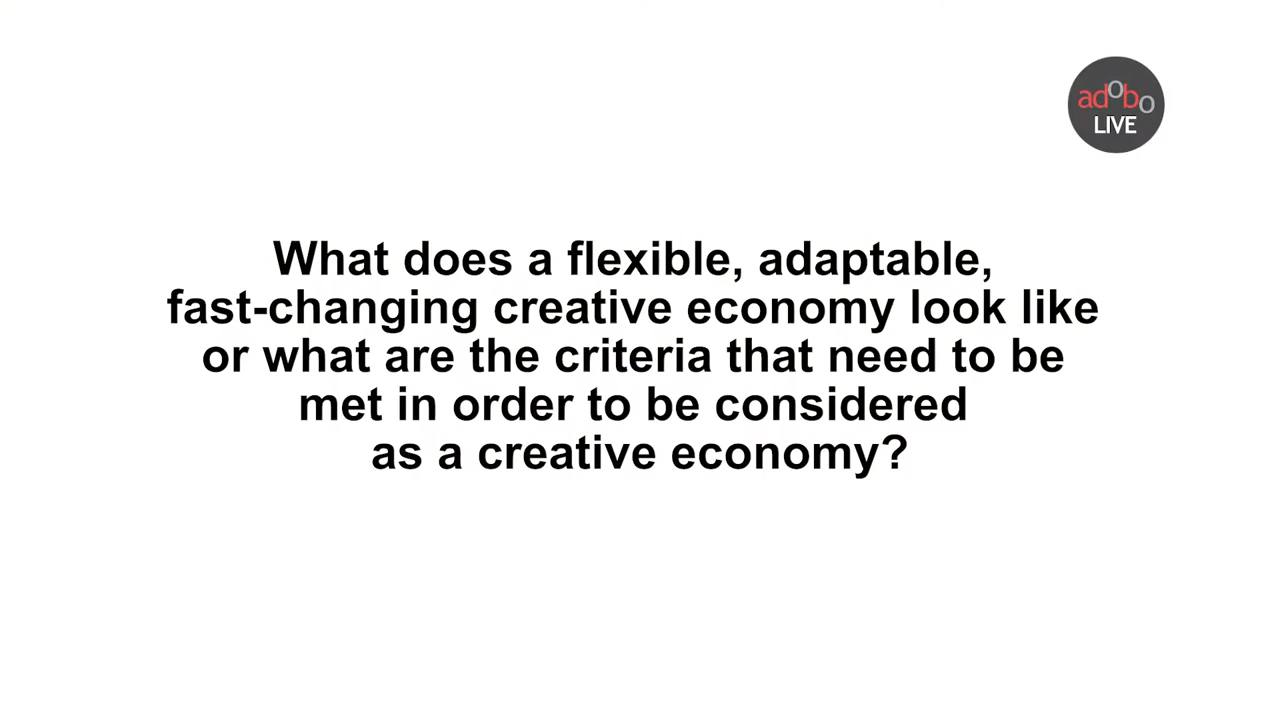 adobo
LIVE
What does a flexible, adaptable,
fast-changing creative economy look like
or what are the criteria that need to be
met in order to be considered
as a creative economy?